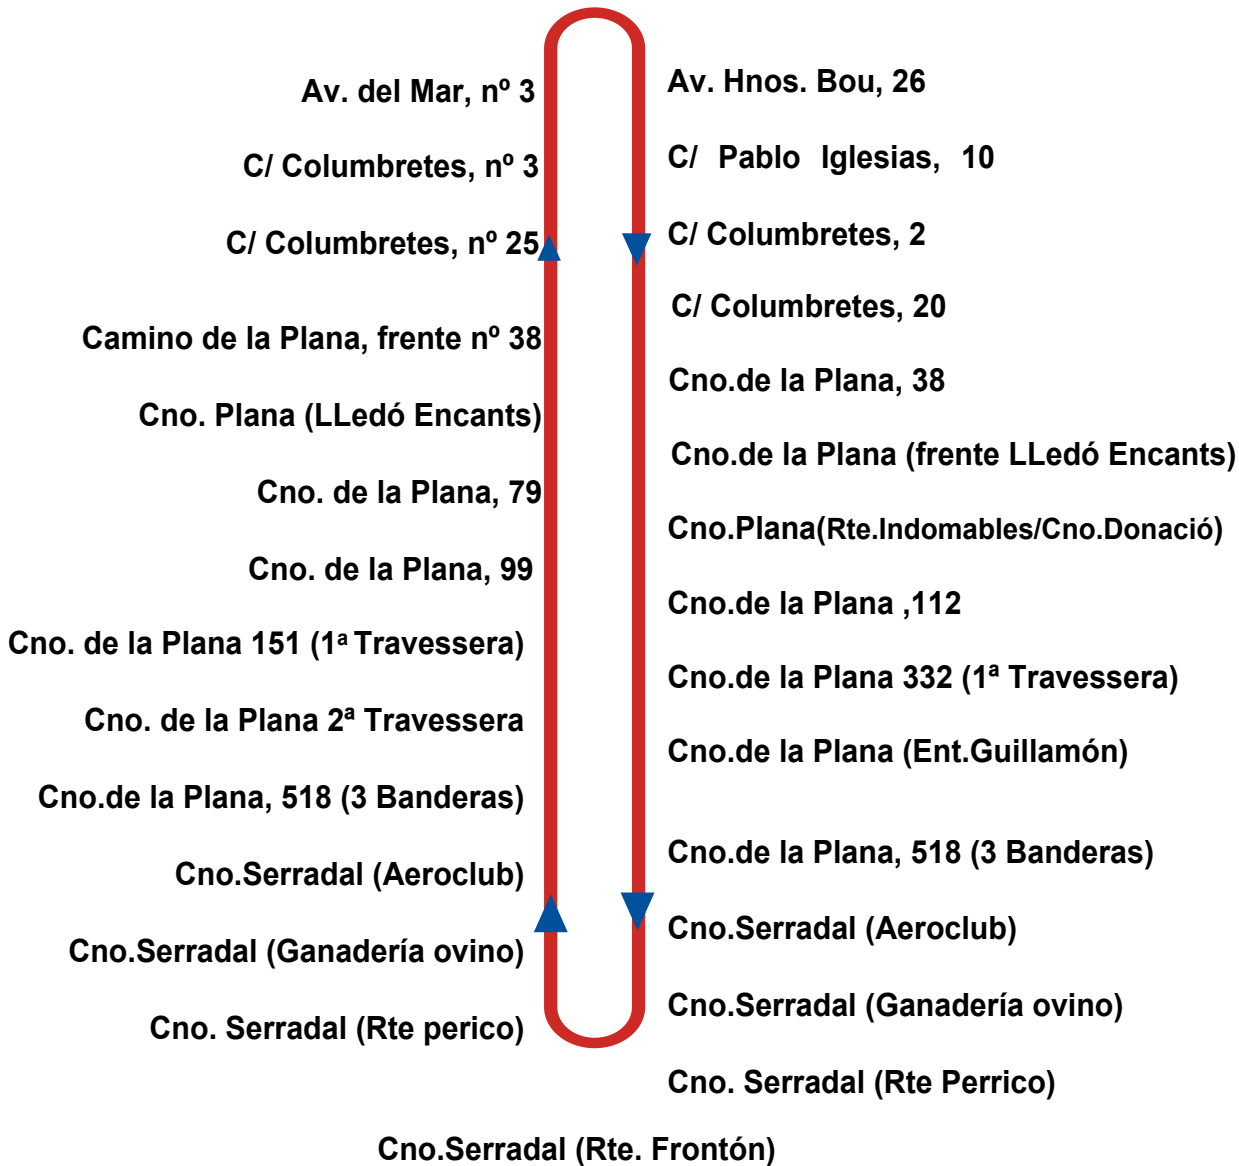 Av. del Mar, nº 3
C/ Columbretes, nº 3
C/ Columbretes, nº 25
Camino de la Plana, frente nº 38
Cno. Plana (LLedó Encants)
Cno. de la Plana, 79
Cno. de la Plana, 99
Cno. de la Plana 151 (1ª Travessera)
Cno. de la Plana 2ª Travessera
Cno.de la Plana, 518 (3 Banderas)
Cno.Serradal (Aeroclub)
Cno.Serradal (Ganadería ovino)
Cno. Serradal (Rte perico)
Av. Hnos. Bou, 26
C/ Pablo Iglesias, 10
C/ Columbretes, 2
C/ Columbretes, 20
Cno.de la Plana, 38
Cno.de la Plana (frente LLedó Encants)
Cno.Plana(Rte.Indomables/Cno.Donació)
Cno.de la Plana ,112
Cno.de la Plana 332 (1ª Travessera)
Cno.de la Plana (Ent.Guillamón)
Cno.de la Plana, 518 (3 Banderas)
Cno.Serradal (Aeroclub)
Cno.Serradal (Ganadería ovino)
Cno. Serradal (Rte Perrico)
Cno.Serradal (Rte. Frontón)